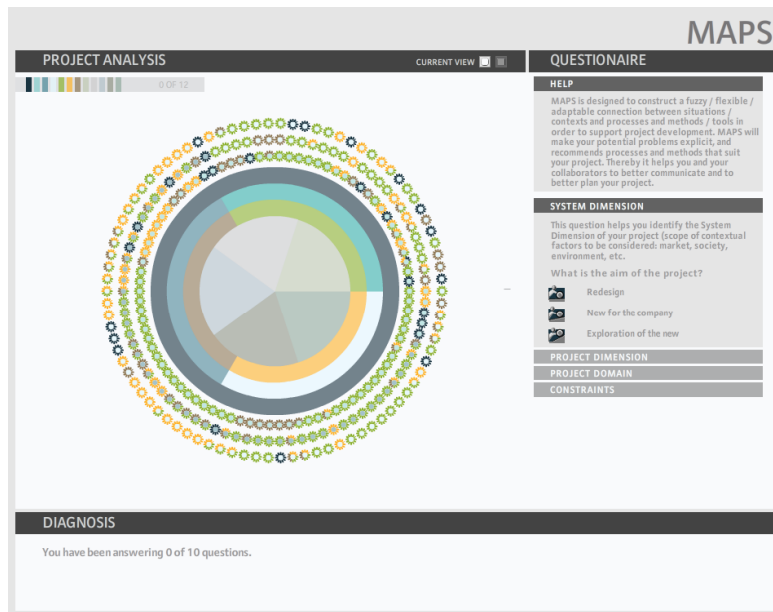 MAPS
PROJECT ANALYSIS
CURRENT VIEW
0 OF 12
QUESTIONAIRE
HELP
MAPS is designed to construct a fuzzy / flexible /
adaptable connection between situations /
contexts and processes and methods / tools in
order to support project development. MAPS will
make your potential problems explicit, and
recommends processes and methods that suit
your project. Thereby it helps you and your
collaborators to better communicate and to
better plan your project.
SYSTEM DIMENSION
This question helps you identify the System
Dimension of your project (scope of contextual
factors to be considered: market, society,
environment, etc.
What is the aim of the project?
Redesign
New for the company
Exploration of the new
PROJECT DIMENSION
PROJECT DOMAIN
CONSTRAINTS
DIAGNOSIS
You have been answering 0 of 10 questions.